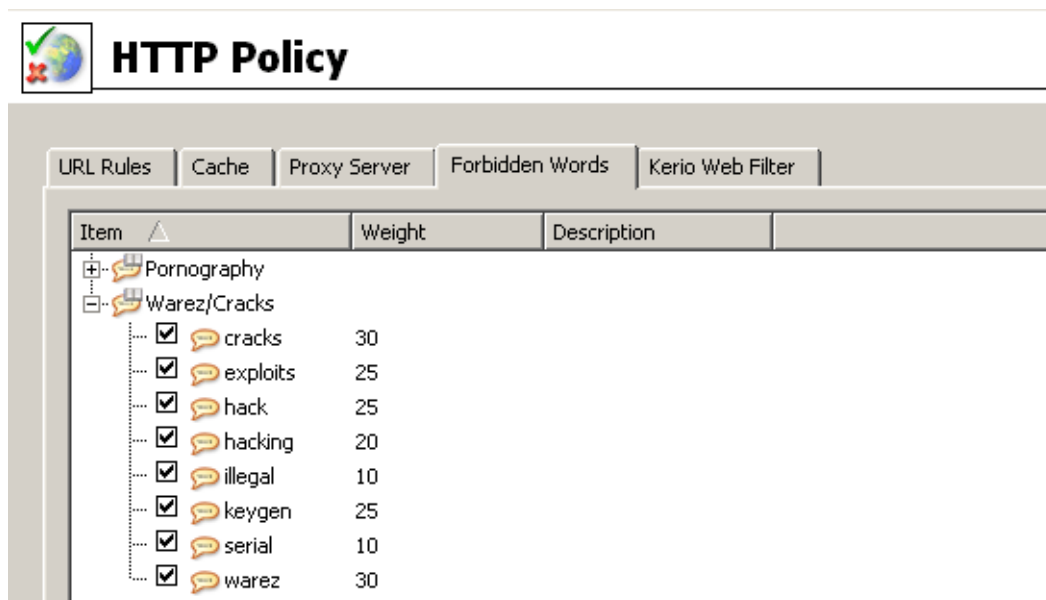 HTTP Policy
URL Rules Cache Proxy Server Forbidden Words Kerio Web Filter
Item Weight Description
Pornography
Warez/Cracks
cracks 30
exploits 25
hack 25
hacking 20
illegal 10
keygen 25
serial 10
warez 30